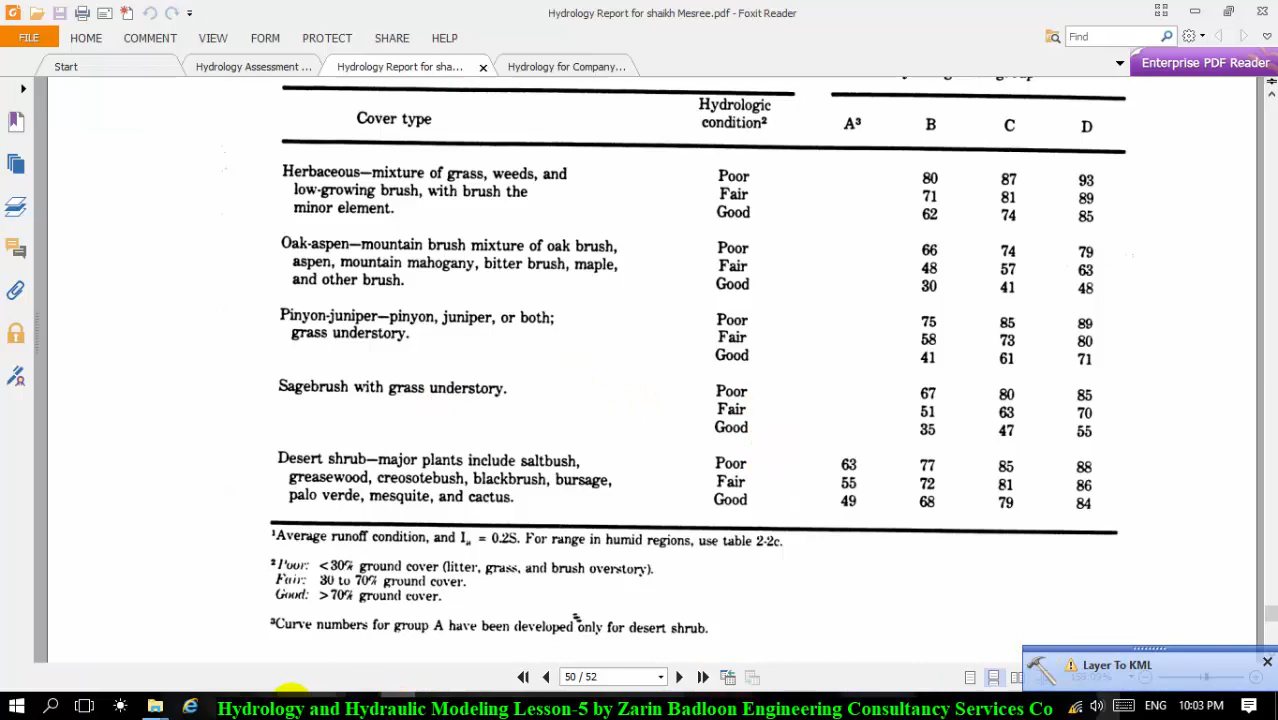 Hydrology Report for shaikh Mesree.pdf - Foxit Reader
FILE HOME COMMENT VIEW FORM PROTECT SHARE HELP Find
Start Hydrology Assessment ... Hydrology Report for sha... Hydrology for Company,... Enterprise PDF Reader
Cover type Hydrologic condition² A³ B C D
Herbaceous—mixture of grass, weeds, and Poor 80 87 93
low-growing brush, with brush the Fair 71 81 89
minor element. Good 62 74 85
Oak-aspen—mountain brush mixture of oak brush, Poor 66 74 79
aspen, mountain mahogany, bitter brush, maple, Fair 48 57 63
and other brush. Good 30 41 48
Pinyon-juniper—pinyon, juniper, or both; Poor 75 85 89
grass understory. Fair 58 73 80
Good 41 61 71
Sagebrush with grass understory. Poor 67 80 85
Fair 51 63 70
Good 35 47 55
Desert shrub—major plants include saltbush, Poor 63 77 85 88
greasewood, creosotebush, blackbrush, bursage, Fair 55 72 81 86
palo verde, mesquite, and cactus. Good 49 68 79 84
¹Average runoff condition, and Iₐ = 0.2S. For range in humid regions, use table 2-2c.
²Poor: <30% ground cover (litter, grass, and brush overstory).
Fair: 30 to 70% ground cover.
Good: >70% ground cover.
³Curve numbers for group A have been developed only for desert shrub.
Layer To KML
50 / 52
Hydrology and Hydraulic Modeling Lesson-5 by Zarin Badloon Engineering Consultancy Services Co
10:03 PM